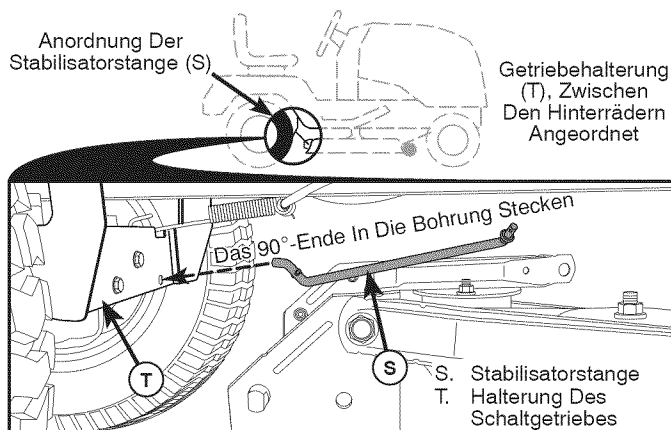 Anordnung Der
Stabilisatorstange (S)
Getriebehalterung
(T), Zwischen
Den Hinterrädern
Angeordnet
Das 90°-Ende In Die Bohrung Stecken
T
S
S. Stabilisatorstange
T. Halterung Des
Schaltgetriebes